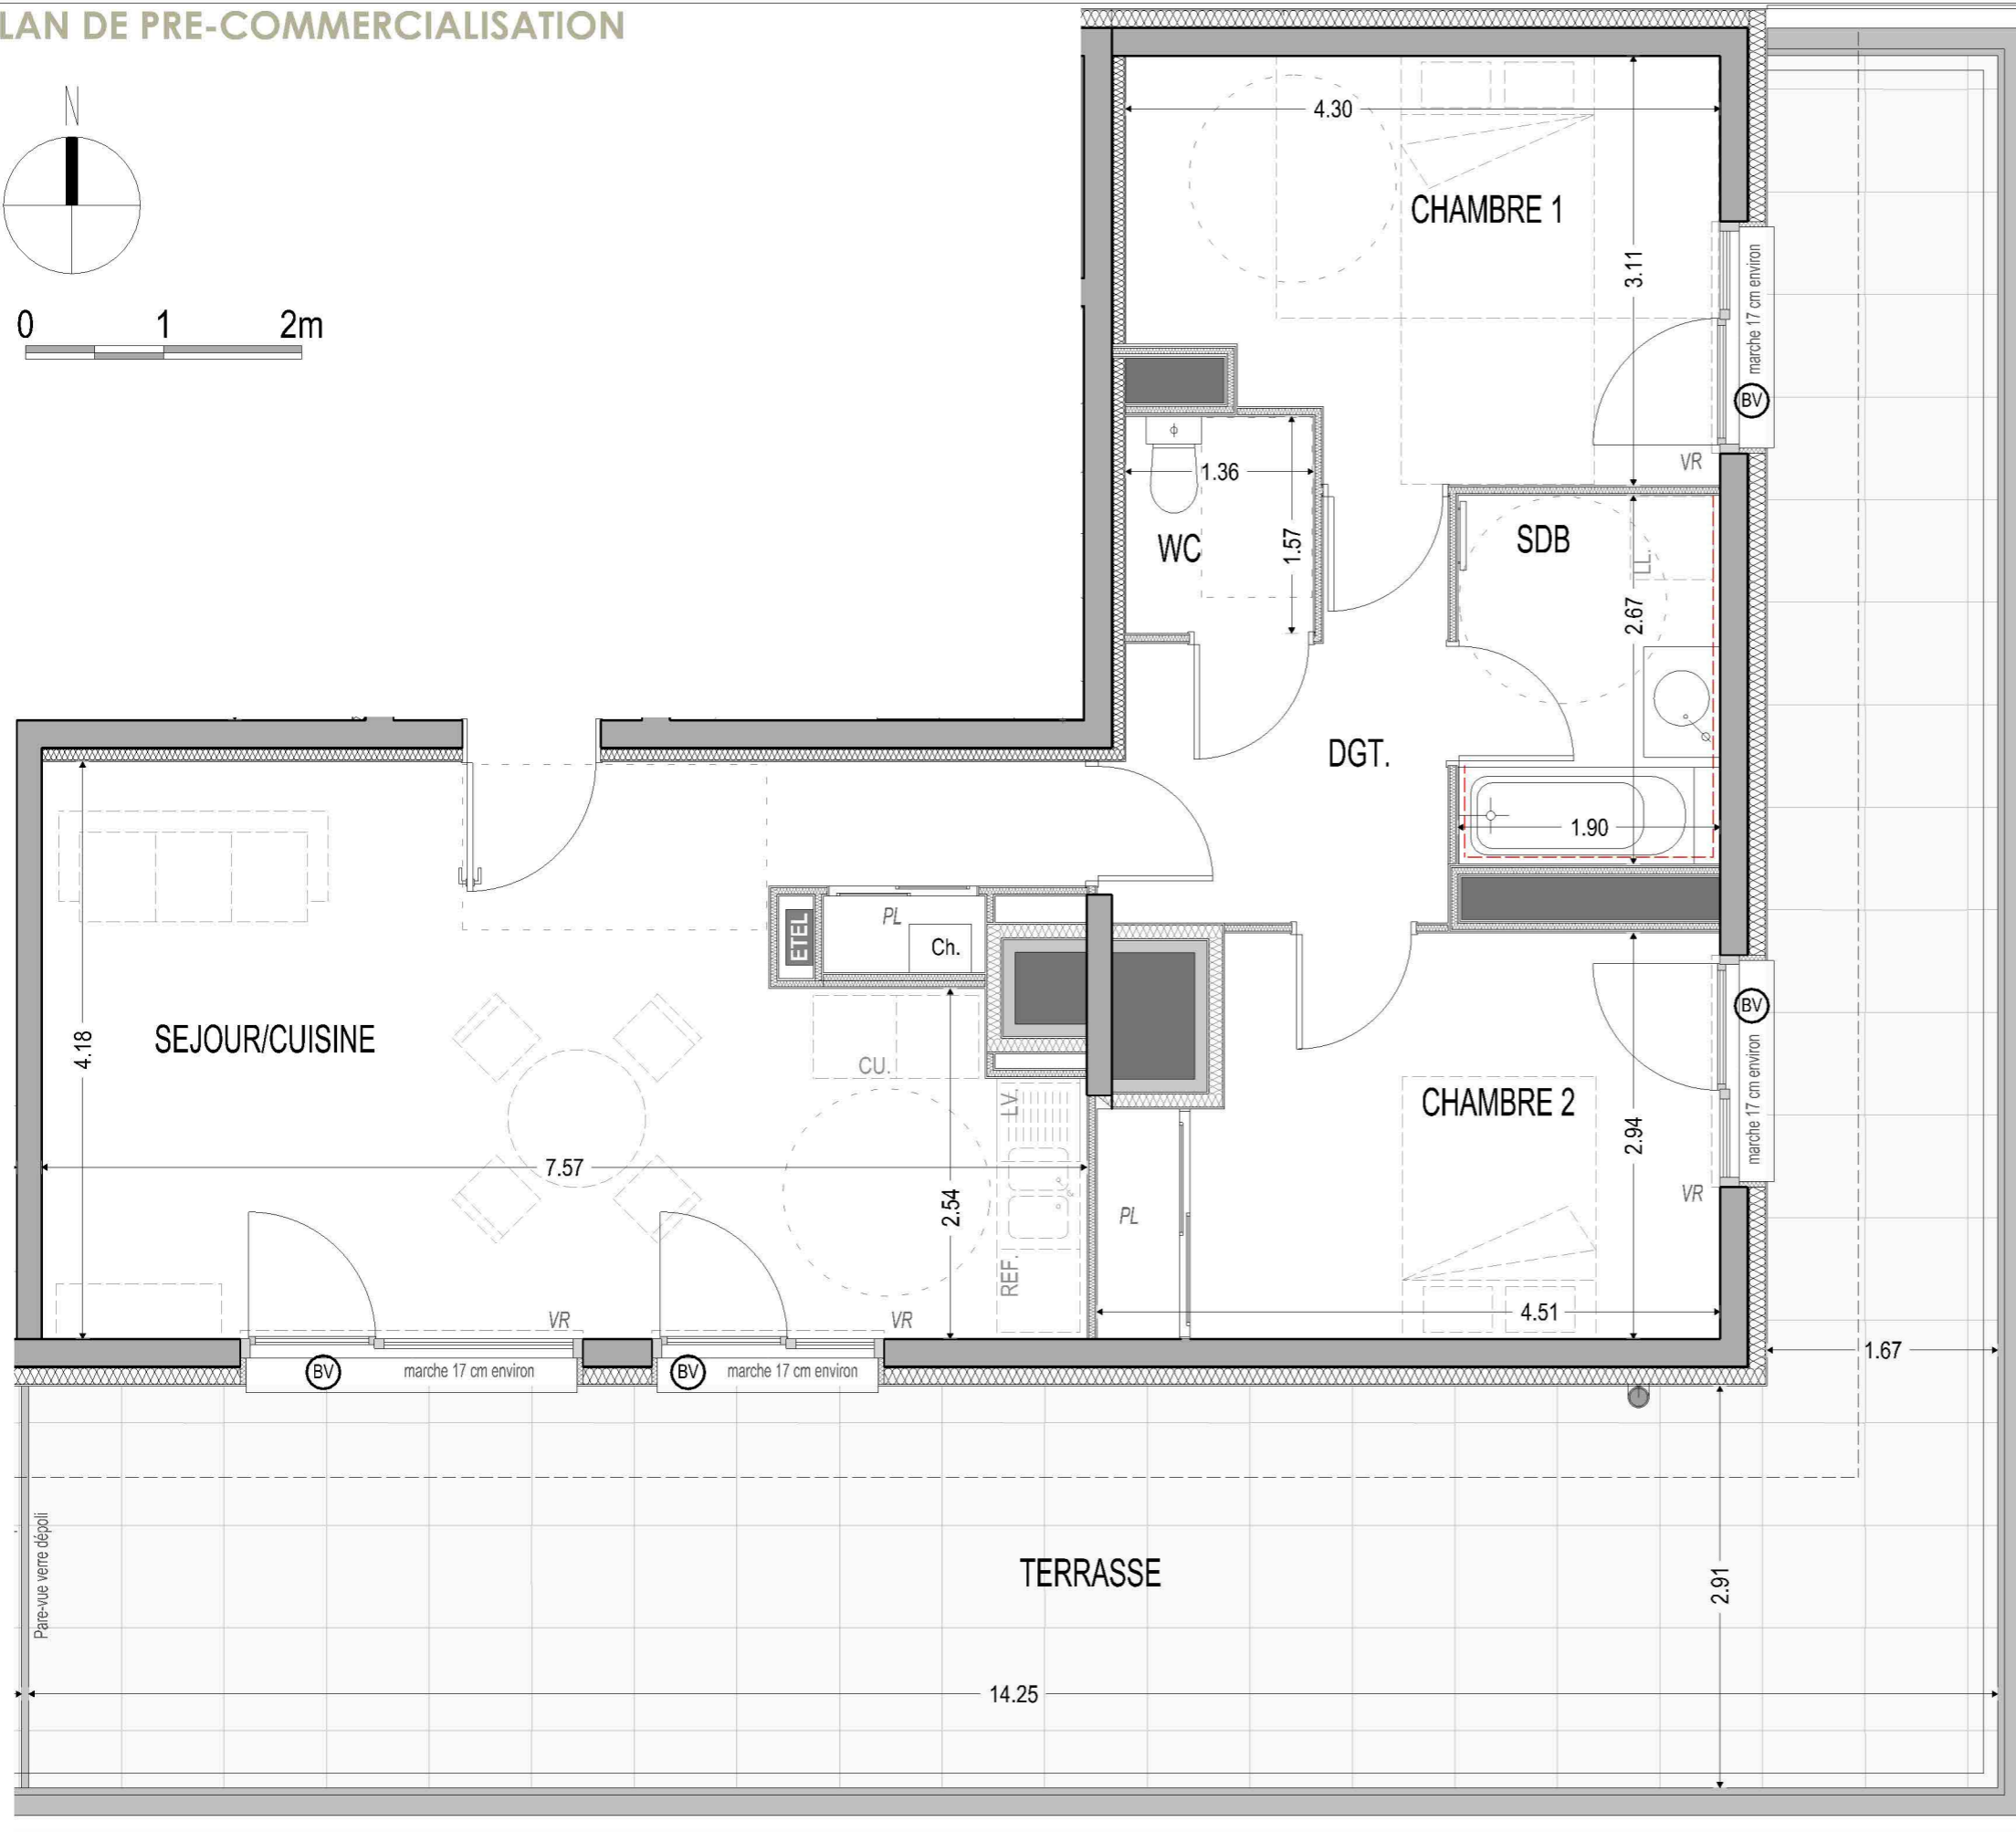 LAN DE PRE-COMMERCIALISATION
N
0 1 2m
4.30
CHAMBRE 1
3.11
marche 17 cm environ
BV
VR
1.36
WC
1.57
SDB
LL.
2.67
DGT.
1.90
PL
ETEL
Ch.
4.18
SEJOUR/CUISINE
CU.
LV.
7.57
2.54
REF.
VR
VR
BV
marche 17 cm environ
BV
marche 17 cm environ
CHAMBRE 2
2.94
BV
marche 17 cm environ
VR
PL
4.51
1.67
Pare-vue verre dépoli
TERRASSE
2.91
14.25